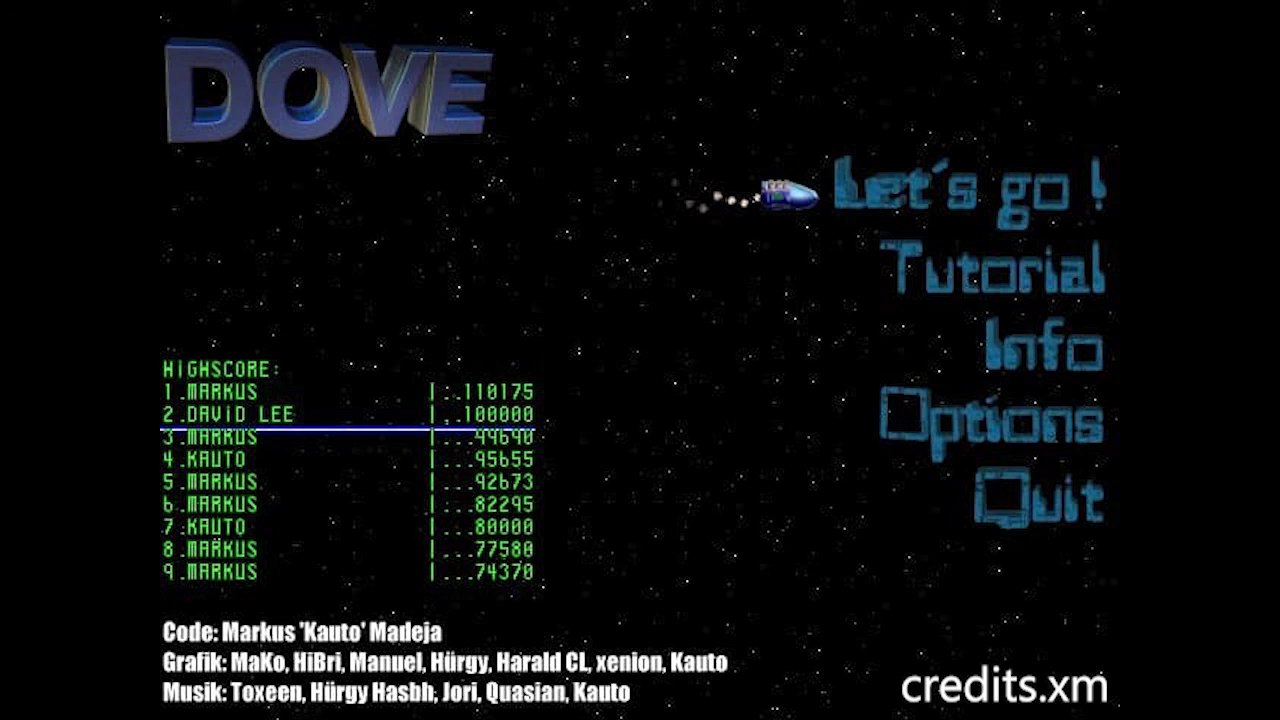 DOVE
Let's go !
Tutorial
Info
Options
Quit
HIGHSCORE:
1.MARKUS |..110175
2.DAVID LEE |..100000
3.MARKUS |...99690
4.KAUTO |...95655
5.MARKUS |...92673
6.MARKUS |...82295
7.KAUTO |...80000
8.MARKUS |...77580
9.MARKUS |...74370
Code: Markus 'Kauto' Madeja
Grafik: MaKo, HiBri, Manuel, Hürgy, Harald CL, xenion, Kauto
Musik: Toxeen, Hürgy Hasbh, Jori, Quasian, Kauto
credits.xm